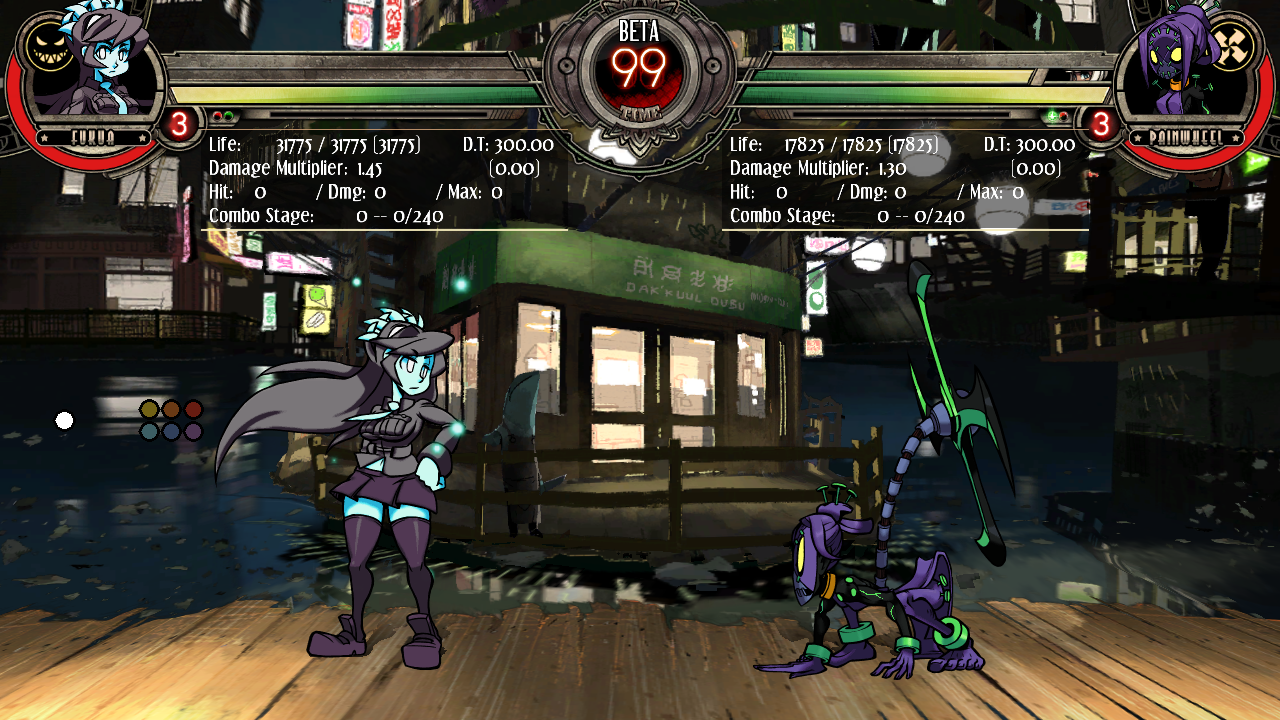 BETA
99
TIME
FUKUA
3
3
PAINWHEEL
Life: 31775 / 31775 (31775) D.T: 300.00
Damage Multiplier: 1.45 (0.00)
Hit: 0 / Dmg: 0 / Max: 0
Combo Stage: 0 -- 0/240
Life: 17825 / 17825 (17825) D.T: 300.00
Damage Multiplier: 1.30 (0.00)
Hit: 0 / Dmg: 0 / Max: 0
Combo Stage: 0 -- 0/240
DAK'KUUL OUSU